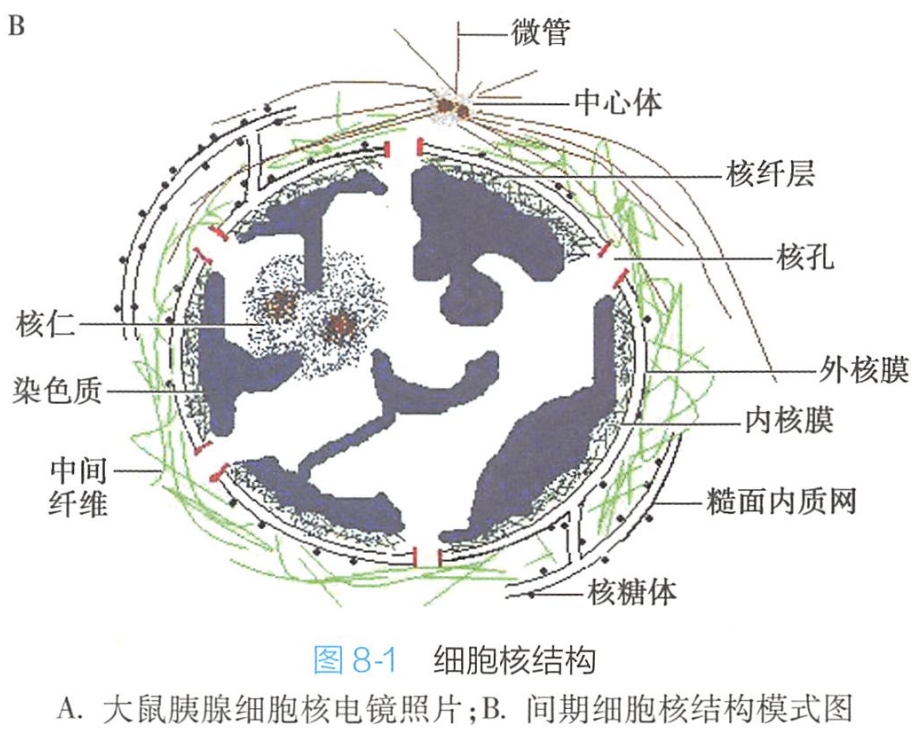 B
微管
中心体
核纤层
核孔
核仁
外核膜
染色质
内核膜
中间
纤维
糙面内质网
核糖体
图 8-1 细胞核结构
A. 大鼠胰腺细胞核电镜照片;B. 间期细胞核结构模式图